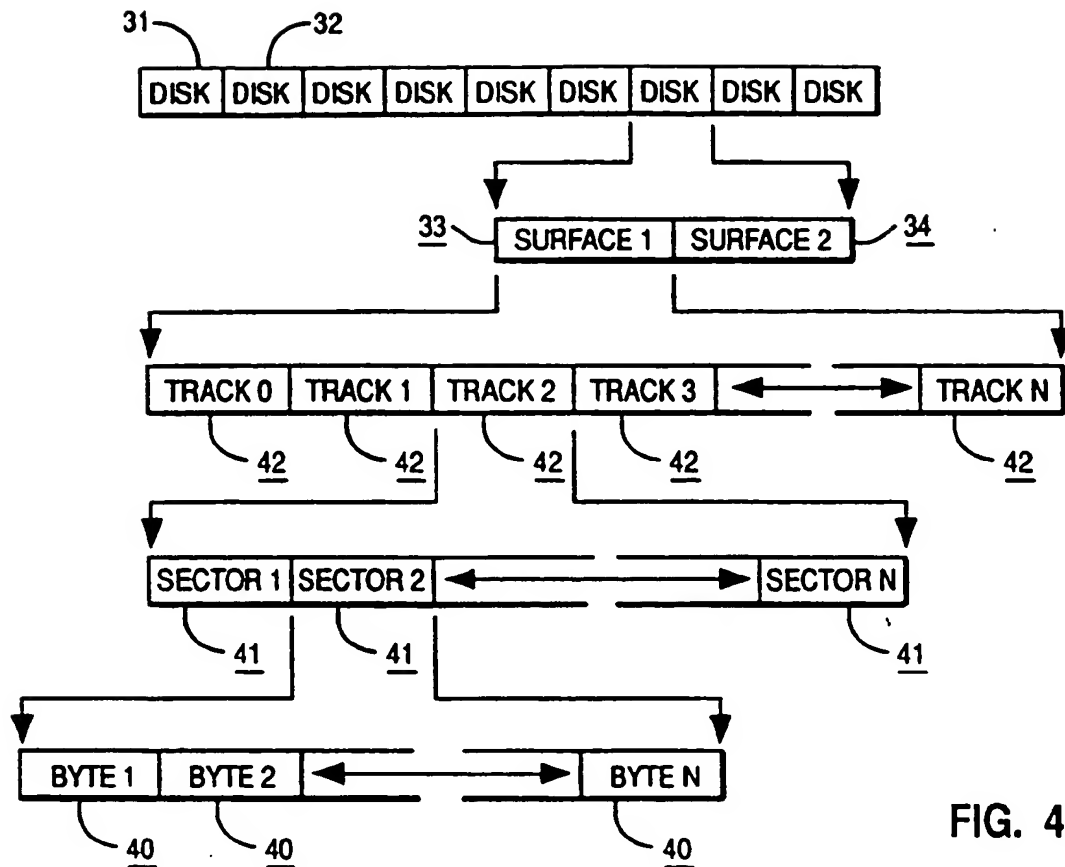 31 32
DISK DISK DISK DISK DISK DISK DISK DISK DISK
33 SURFACE 1 SURFACE 2 34
TRACK 0 TRACK 1 TRACK 2 TRACK 3 TRACK N
42 42 42 42 42
SECTOR 1 SECTOR 2 SECTOR N
41 41 41
BYTE 1 BYTE 2 BYTE N
40 40 40
FIG. 4